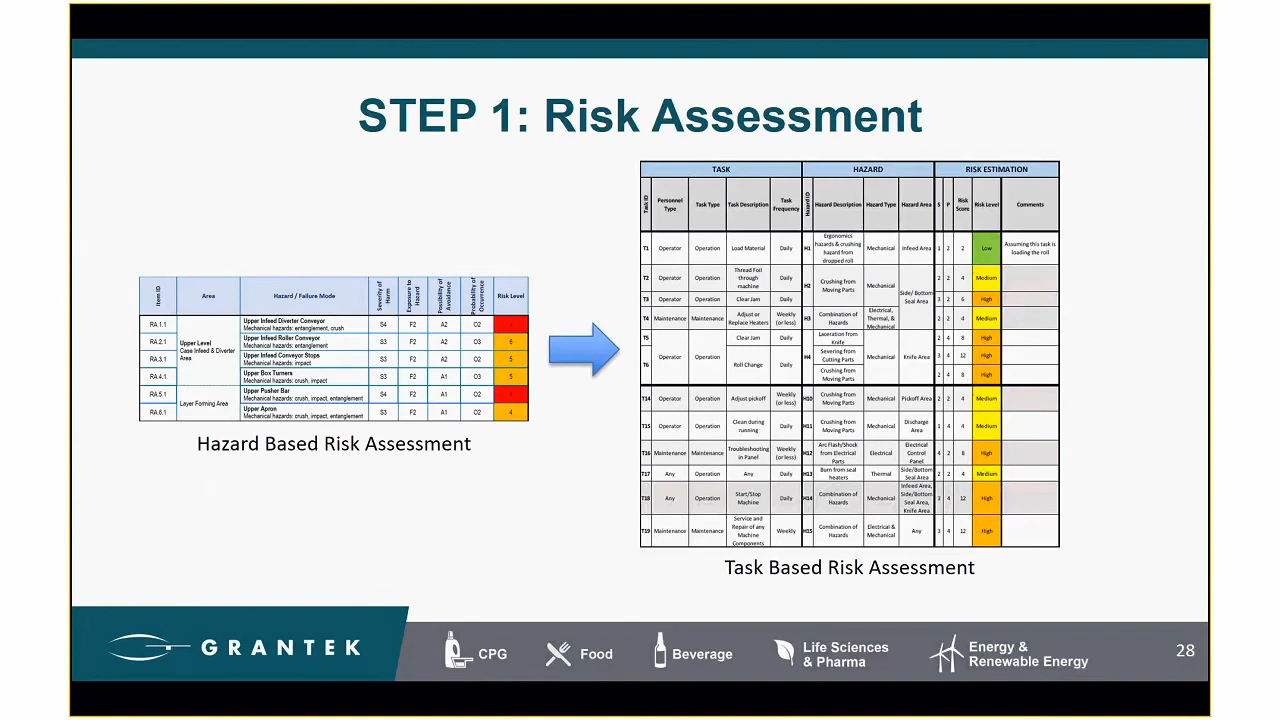 STEP 1: Risk Assessment
Item ID Area Hazard / Failure Mode Severity of Harm Exposure to Hazard Possibility of Avoidance Probability of Occurrence Risk Level
RA.1.1 Upper Infeed Diverter Conveyor S4 F2 A2 O2
Mechanical hazards: entanglement, crush
Upper Level
Case Infeed & Diverter Area
RA.2.1 Upper Infeed Roller Conveyor S3 F2 A2 O3 6
Mechanical hazards: entanglement
RA.3.1 Upper Infeed Conveyor Stops S3 F2 A2 O2 5
Mechanical hazards: impact
RA.4.1 Upper Box Turners S3 F2 A1 O3 5
Mechanical hazards: crush, impact
Layer Forming Area
RA.5.1 Upper Pusher Bar S4 F2 A1 O2
Mechanical hazards: crush, impact, entanglement
RA.6.1 Upper Apron S3 F2 A1 O2 4
Mechanical hazards: crush, impact, entanglement
Hazard Based Risk Assessment
TASK HAZARD RISK ESTIMATION
Task ID Personnel Type Task Type Task Description Task Frequency Hazard ID Hazard Description Hazard Type Hazard Area S P Risk Score Risk Level Comments
T1 Operator Operation Load Material Daily H1 Ergonomics hazards & crushing hazard from dropped roll Mechanical Infeed Area 1 2 2 Low Assuming this task is loading the roll
T2 Operator Operation Thread Foil through machine Daily H2 Crushing from Moving Parts Mechanical Side/Bottom Seal Area 2 2 4 Medium
T3 Operator Operation Clear Jam Daily 3 2 6 High
T4 Maintenance Maintenance Adjust or Replace Heaters Weekly (or less) H3 Combination of Hazards Electrical, Thermal, & Mechanical 2 2 4 Medium
T5 Operator Operation Clear Jam Daily H4 Laceration from Knife Mechanical Knife Area 2 4 8 High
T6 Roll Change Daily Severing from Cutting Parts 3 4 12 High
Crushing from Moving Parts 2 4 8 High
T14 Operator Operation Adjust pickoff Weekly (or less) H10 Crushing from Moving Parts Mechanical Pickoff Area 2 2 4 Medium
T15 Operator Operation Clean during running Daily H11 Crushing from Moving Parts Mechanical Discharge Area 1 4 4 Medium
T16 Maintenance Maintenance Troubleshooting in Panel Weekly (or less) H12 Arc Flash/Shock from Electrical Parts Electrical Electrical Control Panel 4 2 8 High
T17 Any Operation Any Daily H13 Burn from seal heaters Thermal Side/Bottom Seal Area 2 2 4 Medium
T18 Any Operation Start/Stop Machine Daily H14 Combination of Hazards Mechanical Infeed Area, Side/Bottom Seal Area, Knife Area 3 4 12 High
T19 Maintenance Maintenance Service and Repair of any Machine Components Weekly H15 Combination of Hazards Electrical & Mechanical Any 3 4 12 High
Task Based Risk Assessment
GRANTEK
CPG
Food
Beverage
Life Sciences
& Pharma
Energy &
Renewable Energy
28